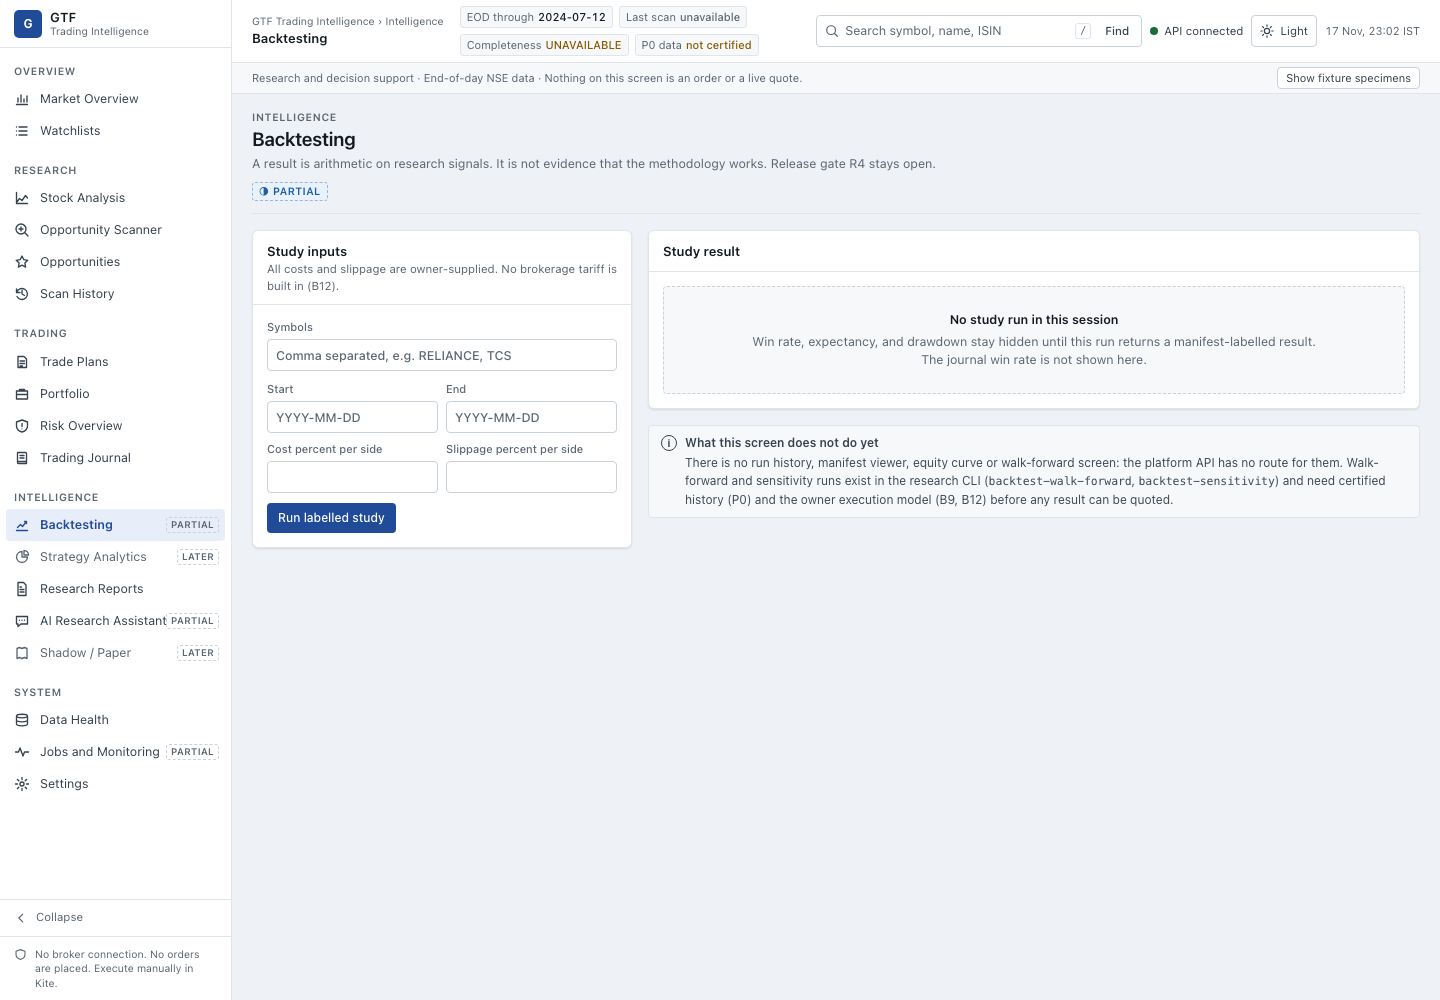 G
GTF
Trading Intelligence
OVERVIEW
Market Overview
Watchlists
RESEARCH
Stock Analysis
Opportunity Scanner
Opportunities
Scan History
TRADING
Trade Plans
Portfolio
Risk Overview
Trading Journal
INTELLIGENCE
Backtesting PARTIAL
Strategy Analytics LATER
Research Reports
AI Research Assistant PARTIAL
Shadow / Paper LATER
SYSTEM
Data Health
Jobs and Monitoring PARTIAL
Settings
Collapse
No broker connection. No orders
are placed. Execute manually in
Kite.
GTF Trading Intelligence › Intelligence
Backtesting
EOD through 2024-07-12 Last scan unavailable
Completeness UNAVAILABLE P0 data not certified
Search symbol, name, ISIN / Find
API connected
Light
17 Nov, 23:02 IST
Research and decision support · End-of-day NSE data · Nothing on this screen is an order or a live quote.
Show fixture specimens
INTELLIGENCE
Backtesting
A result is arithmetic on research signals. It is not evidence that the methodology works. Release gate R4 stays open.
PARTIAL
Study inputs
All costs and slippage are owner-supplied. No brokerage tariff is
built in (B12).
Symbols
Comma separated, e.g. RELIANCE, TCS
Start End
YYYY-MM-DD YYYY-MM-DD
Cost percent per side Slippage percent per side
Run labelled study
Study result
No study run in this session
Win rate, expectancy, and drawdown stay hidden until this run returns a manifest-labelled result.
The journal win rate is not shown here.
What this screen does not do yet
There is no run history, manifest viewer, equity curve or walk-forward screen: the platform API has no route for them. Walk-
forward and sensitivity runs exist in the research CLI (backtest-walk-forward, backtest-sensitivity) and need certified
history (P0) and the owner execution model (B9, B12) before any result can be quoted.